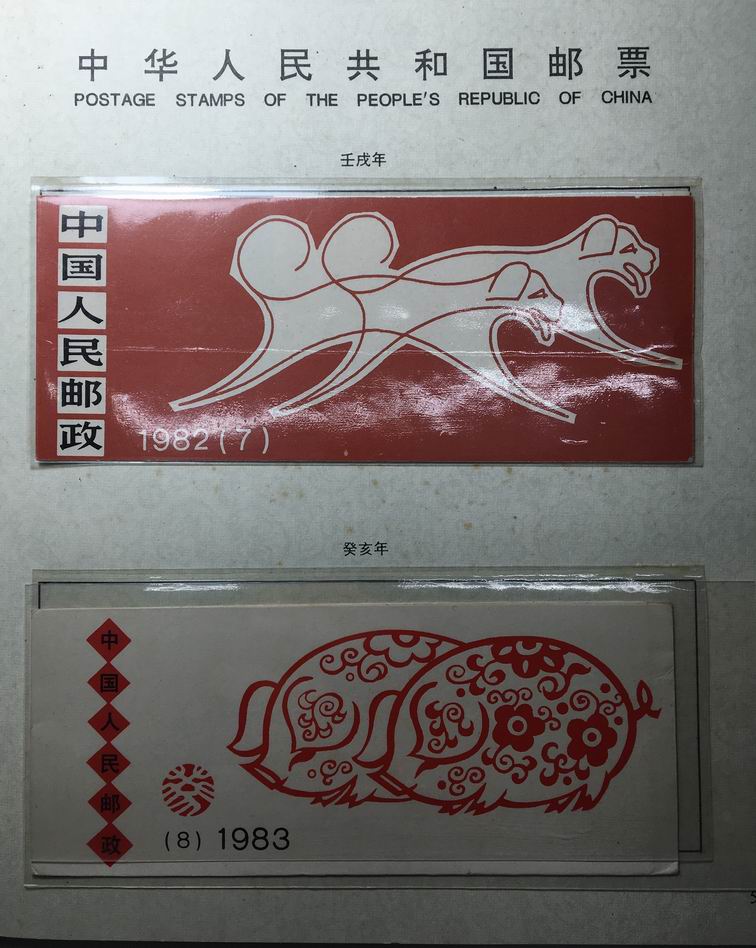 中华人民共和国邮票
POSTAGE STAMPS OF THE PEOPLE'S REPUBLIC OF CHINA
壬戌年
中国人民邮政
1982(7)
癸亥年
中国人民邮政
(8) 1983
5